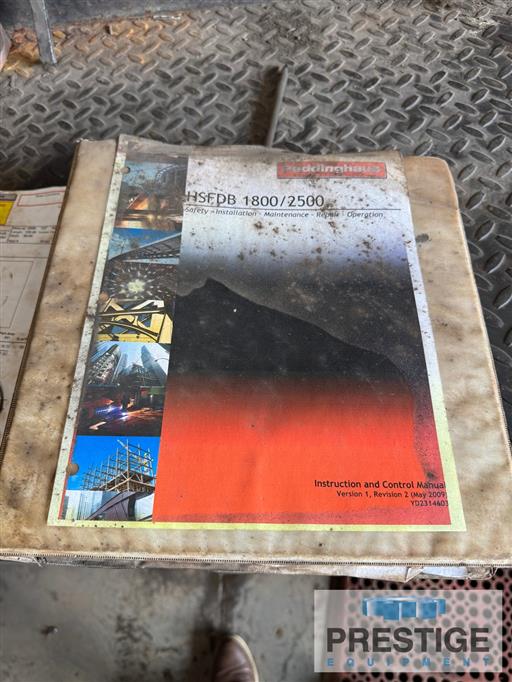 Peddinghaus
HSFDB 1800/2500
Safety - Installation - Maintenance - Repair - Operation
Instruction and Control Manual
Version 1, Revision 2 (May 2009)
YD2314603
PRESTIGE
EQUIPMENT